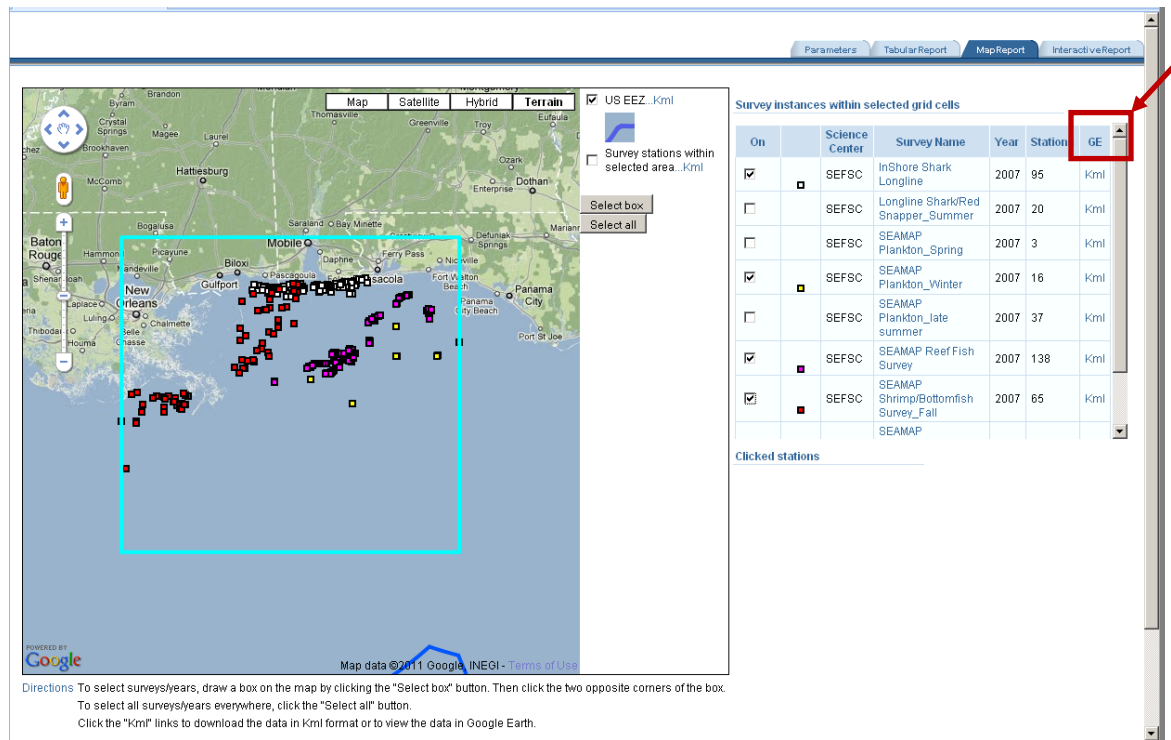 Parameters
TabularReport
MapReport
InteractiveReport
Map
Satellite
Hybrid
Terrain
US EEZ...Kml
Survey stations within
selected area...Kml
Select box
Select all
Brandon
Byram
Crystal
Springs
Magee
Laurel
Brookhaven
Thomasville
Greenville
Troy
Eufaula
Hattiesburg
McComb
Ozark
Enterprise
Dothan
Bogalusa
Saraland
Bay Minette
Baton
Rouge
Hammond
Picayune
Mobile
Daphne
Ferry Pass
Defuniak
Springs
Niceville
Mandeville
Biloxi
Pascagoula
Gulfport
Fort Walton
Beach
New
Orleans
Laplace
Luling
Chalmette
Belle
Chasse
Houma
Panama
City
Panama
City Beach
Port St Joe
POWERED BY
Google
Map data ©2011 Google, INEGI - Terms of Use
Survey instances within selected grid cells
On Science Center Survey Name Year Station GE
SEFSC InShore Shark Longline 2007 95 Kml
SEFSC Longline Shark/Red Snapper_Summer 2007 20 Kml
SEFSC SEAMAP Plankton_Spring 2007 3 Kml
SEFSC SEAMAP Plankton_Winter 2007 16 Kml
SEFSC SEAMAP Plankton_late summer 2007 37 Kml
SEFSC SEAMAP Reef Fish Survey 2007 138 Kml
SEFSC SEAMAP Shrimp/Bottomfish Survey_Fall 2007 65 Kml
SEAMAP
Clicked stations
Directions To select surveys/years, draw a box on the map by clicking the "Select box" button. Then click the two opposite corners of the box.
To select all surveys/years everywhere, click the "Select all" button.
Click the "Kml" links to download the data in Kml format or to view the data in Google Earth.